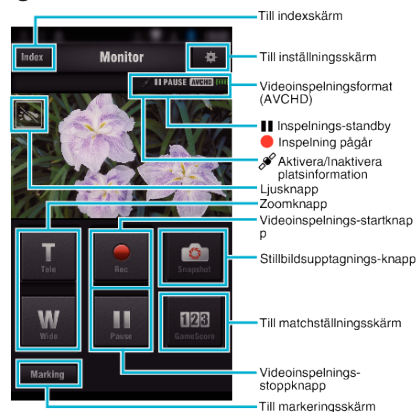 Till indexskärm
Index
Monitor
Till inställningsskärm
II PAUSE AVCHD
Videoinspelningsformat
(AVCHD)
Inspelnings-standby
Inspelning pågår
Aktivera/Inaktivera
platsinformation
Ljusknapp
Zoomknapp
Videoinspelnings-startknap
p
T
Tele
Rec
Snapshot
Stillbildsupptagnings-knapp
W
Wide
Pause
123
GameScore
Till matchställningsskärm
Marking
Videoinspelnings-
stoppknapp
Till markeringsskärm